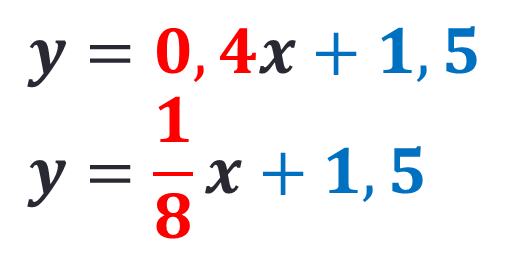 y = 0,4x + 1,5
y = 1/8 x + 1,5